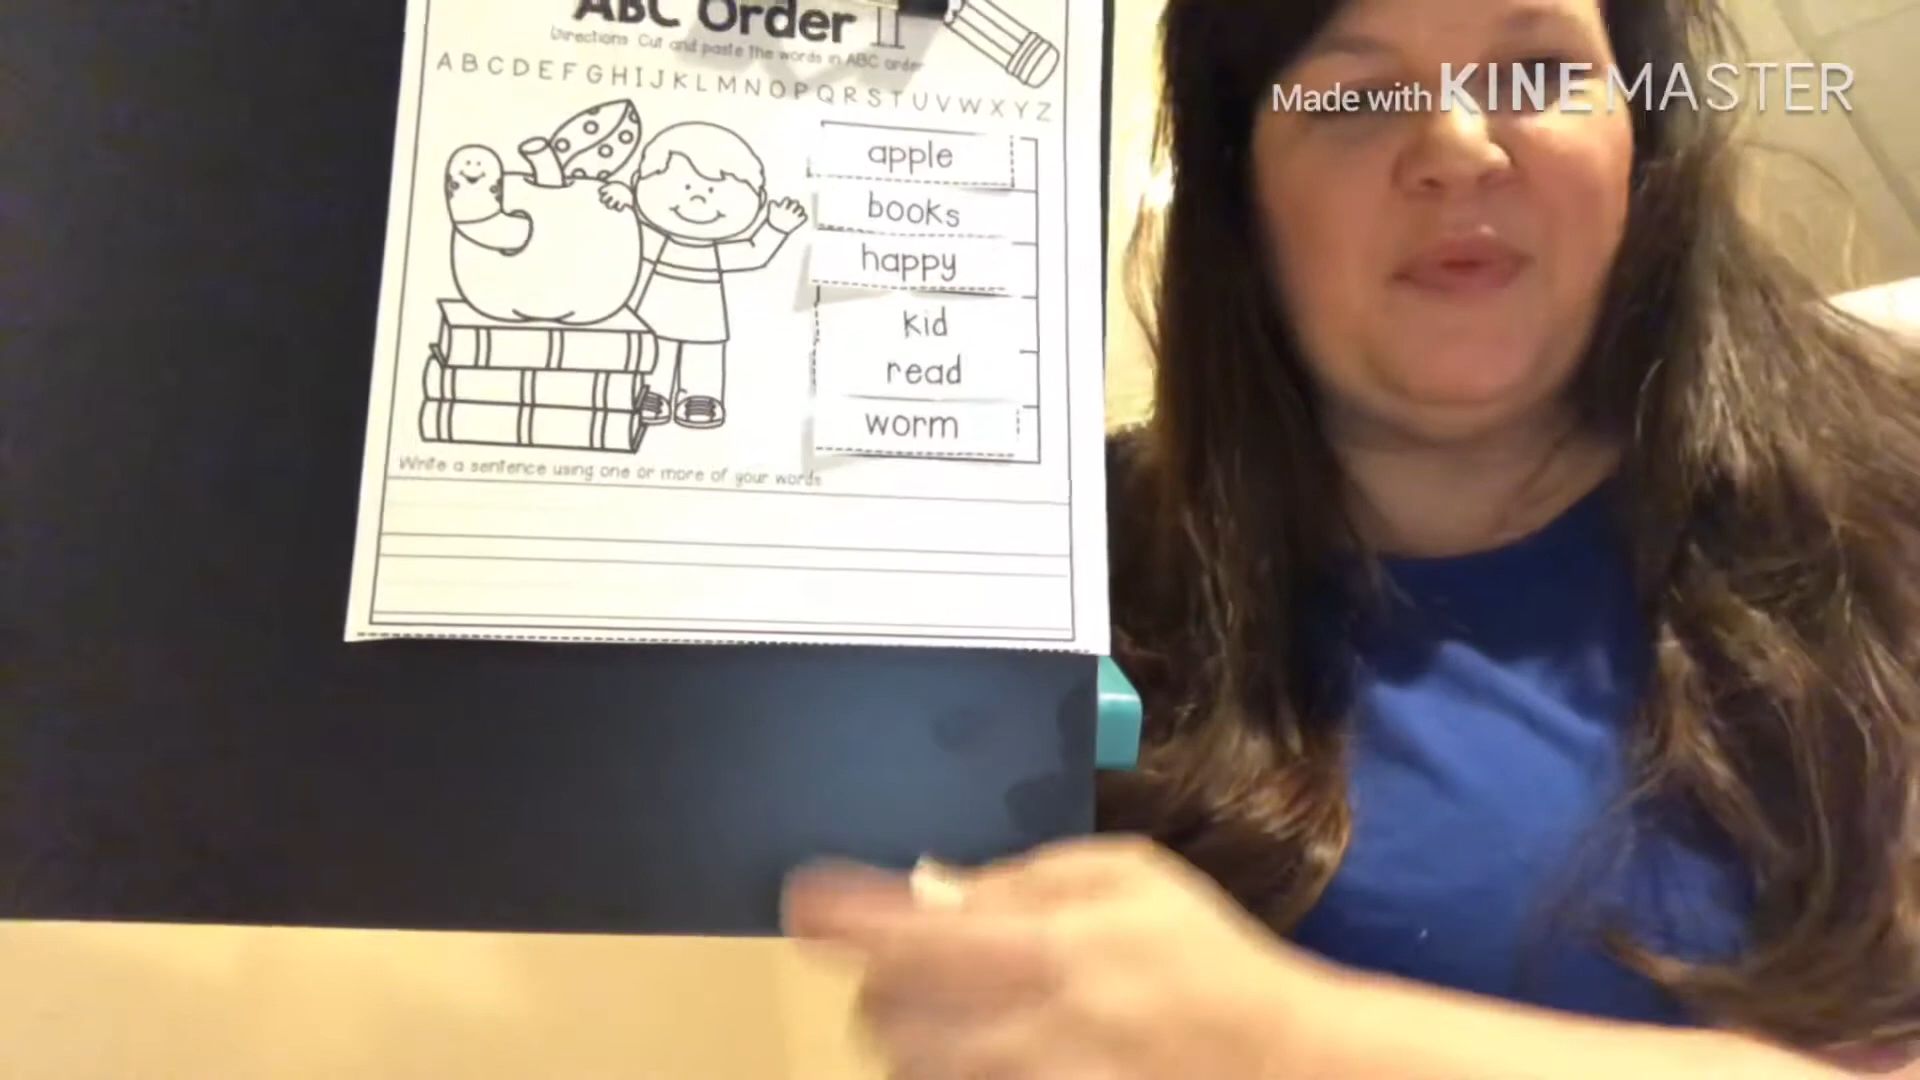 ABC Order
Directions Cut and paste the words in ABC order
A B C D E F G H I J K L M N O P Q R S T U V W X Y Z
Made with KINEMASTER
apple
books
happy
kid
read
worm
Write a sentence using one or more of your words